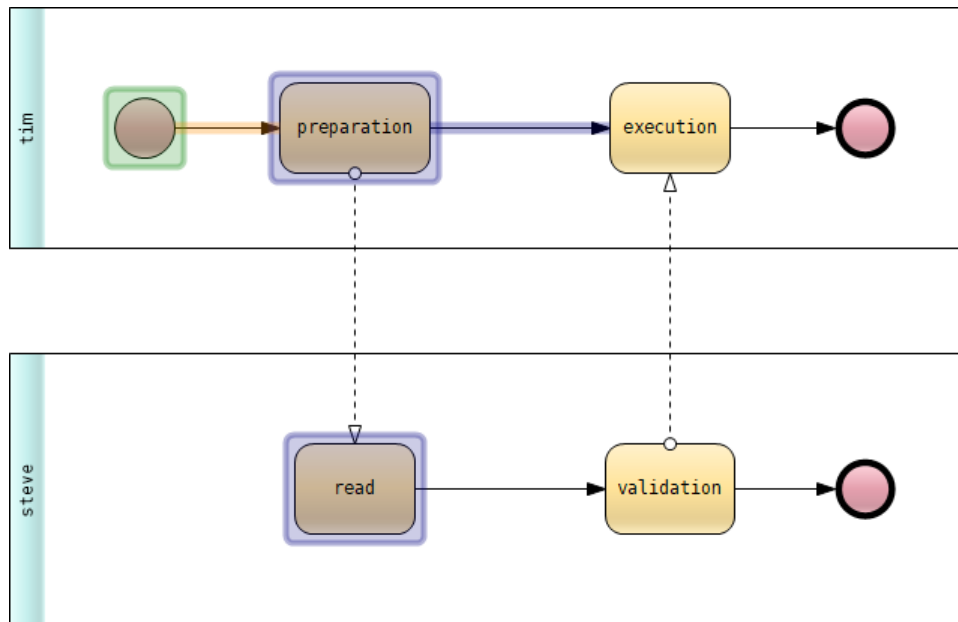 tim
preparation
execution
steve
read
validation